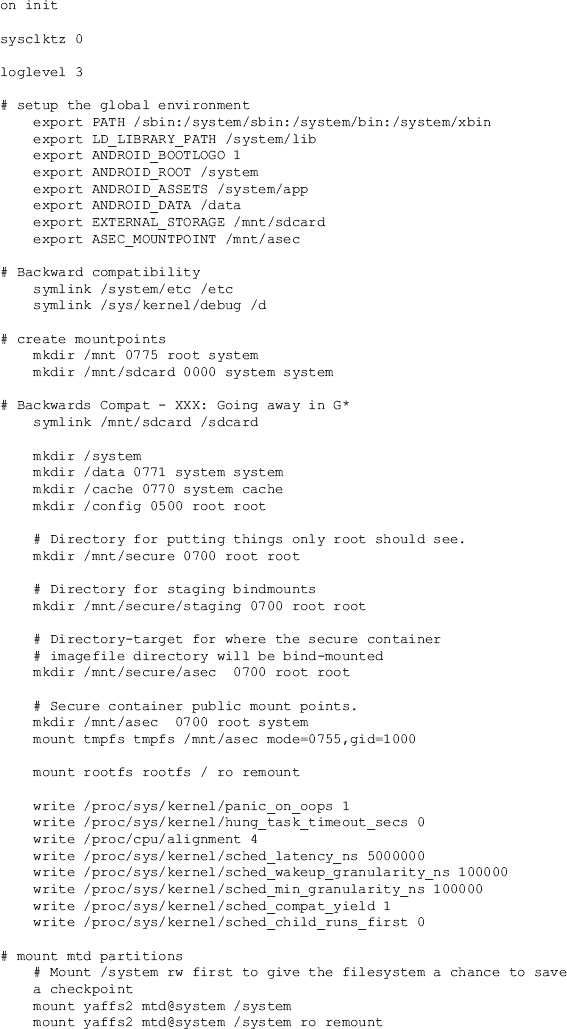 on init
sysclktz 0
loglevel 3
# setup the global environment
export PATH /sbin:/system/sbin:/system/bin:/system/xbin
export LD_LIBRARY_PATH /system/lib
export ANDROID_BOOTLOGO 1
export ANDROID_ROOT /system
export ANDROID_ASSETS /system/app
export ANDROID_DATA /data
export EXTERNAL_STORAGE /mnt/sdcard
export ASEC_MOUNTPOINT /mnt/asec
# Backward compatibility
symlink /system/etc /etc
symlink /sys/kernel/debug /d
# create mountpoints
mkdir /mnt 0775 root system
mkdir /mnt/sdcard 0000 system system
# Backwards Compat - XXX: Going away in G*
symlink /mnt/sdcard /sdcard
mkdir /system
mkdir /data 0771 system system
mkdir /cache 0770 system cache
mkdir /config 0500 root root
# Directory for putting things only root should see.
mkdir /mnt/secure 0700 root root
# Directory for staging bindmounts
mkdir /mnt/secure/staging 0700 root root
# Directory-target for where the secure container
# imagefile directory will be bind-mounted
mkdir /mnt/secure/asec  0700 root root
# Secure container public mount points.
mkdir /mnt/asec  0700 root system
mount tmpfs tmpfs /mnt/asec mode=0755,gid=1000
mount rootfs rootfs / ro remount
write /proc/sys/kernel/panic_on_oops 1
write /proc/sys/kernel/hung_task_timeout_secs 0
write /proc/cpu/alignment 4
write /proc/sys/kernel/sched_latency_ns 5000000
write /proc/sys/kernel/sched_wakeup_granularity_ns 100000
write /proc/sys/kernel/sched_min_granularity_ns 100000
write /proc/sys/kernel/sched_compat_yield 1
write /proc/sys/kernel/sched_child_runs_first 0
# mount mtd partitions
# Mount /system rw first to give the filesystem a chance to save
a checkpoint
mount yaffs2 mtd@system /system
mount yaffs2 mtd@system /system ro remount